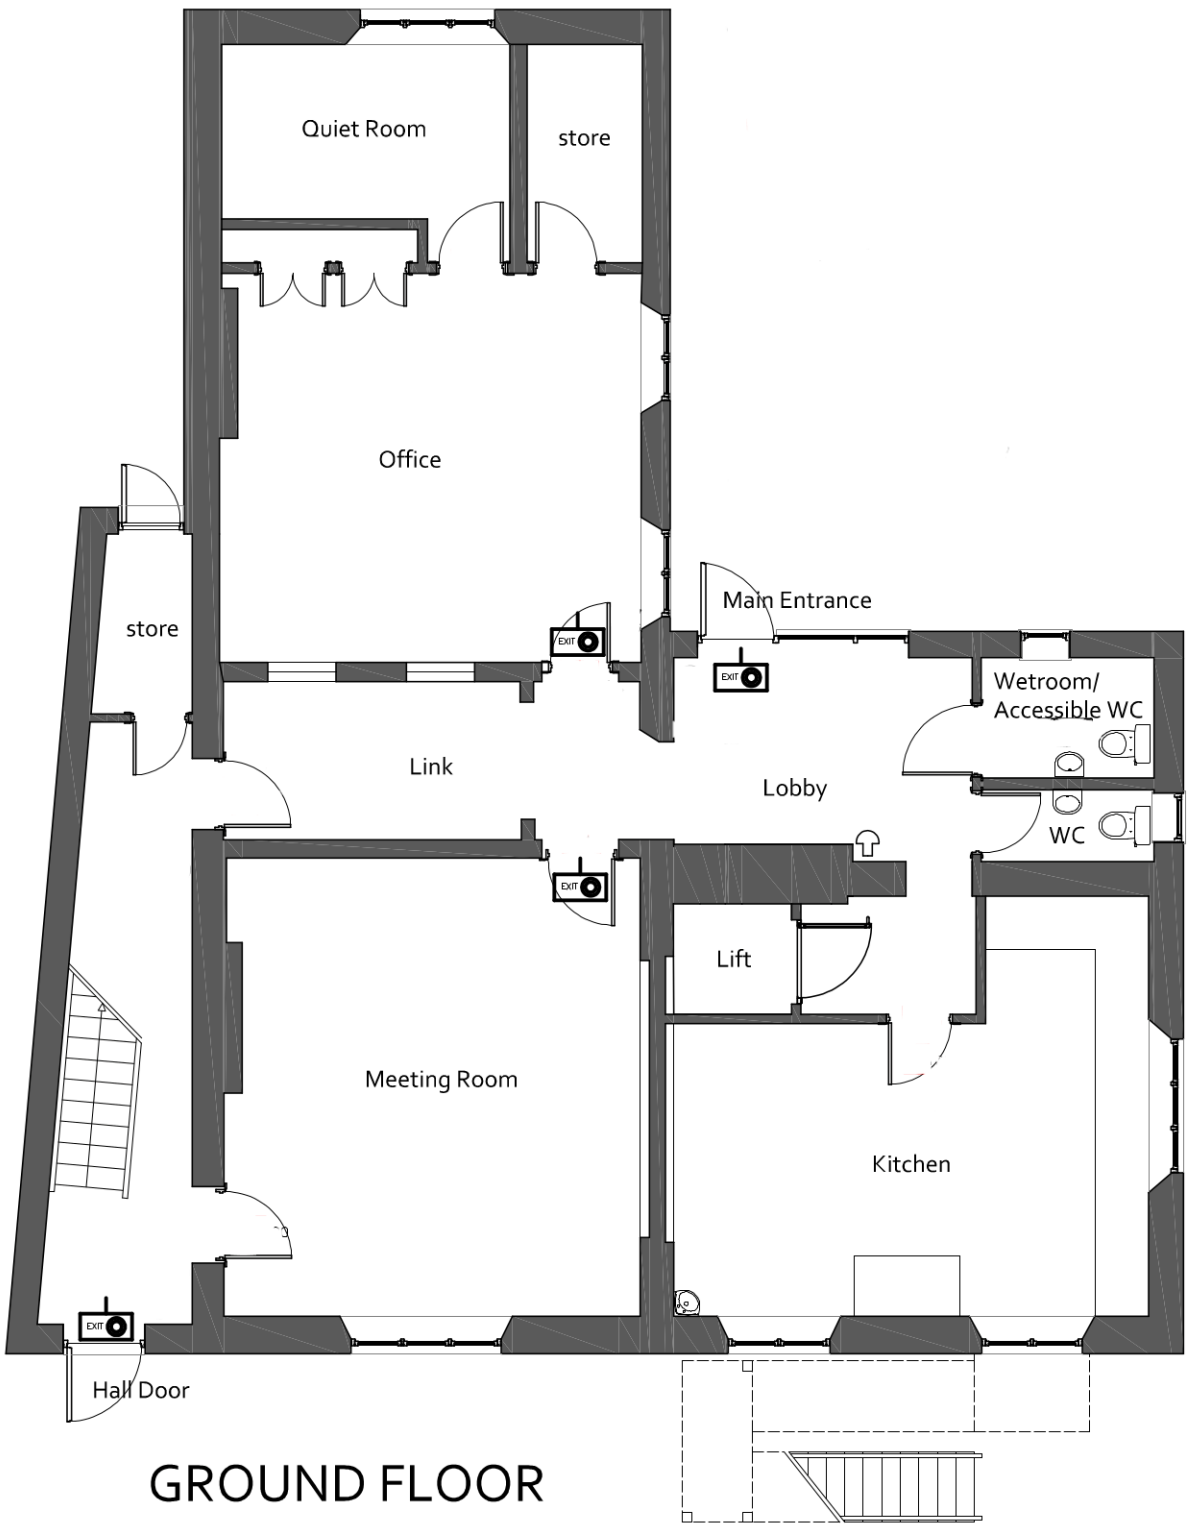 Quiet Room
store
Office
EXIT
Main Entrance
store
EXIT
Wetroom/
Accessible WC
Link
Lobby
WC
EXIT
Lift
Meeting Room
Kitchen
EXIT
Hall Door
GROUND FLOOR